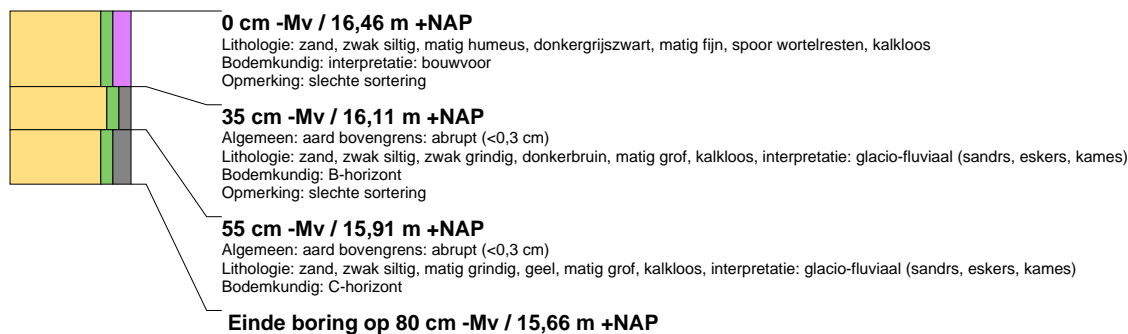 0 cm -Mv / 16,46 m +NAP
Lithologie: zand, zwak siltig, matig humeus, donkergrijszwart, matig fijn, spoor wortelresten, kalkloos
Bodemkundig: interpretatie: bouwvoor
Opmerking: slechte sortering
35 cm -Mv / 16,11 m +NAP
Algemeen: aard bovengrens: abrupt (<0,3 cm)
Lithologie: zand, zwak siltig, zwak grindig, donkerbruin, matig grof, kalkloos, interpretatie: glacio-fluviaal (sandrs, eskers, kames)
Bodemkundig: B-horizont
Opmerking: slechte sortering
55 cm -Mv / 15,91 m +NAP
Algemeen: aard bovengrens: abrupt (<0,3 cm)
Lithologie: zand, zwak siltig, matig grindig, geel, matig grof, kalkloos, interpretatie: glacio-fluviaal (sandrs, eskers, kames)
Bodemkundig: C-horizont
Einde boring op 80 cm -Mv / 15,66 m +NAP